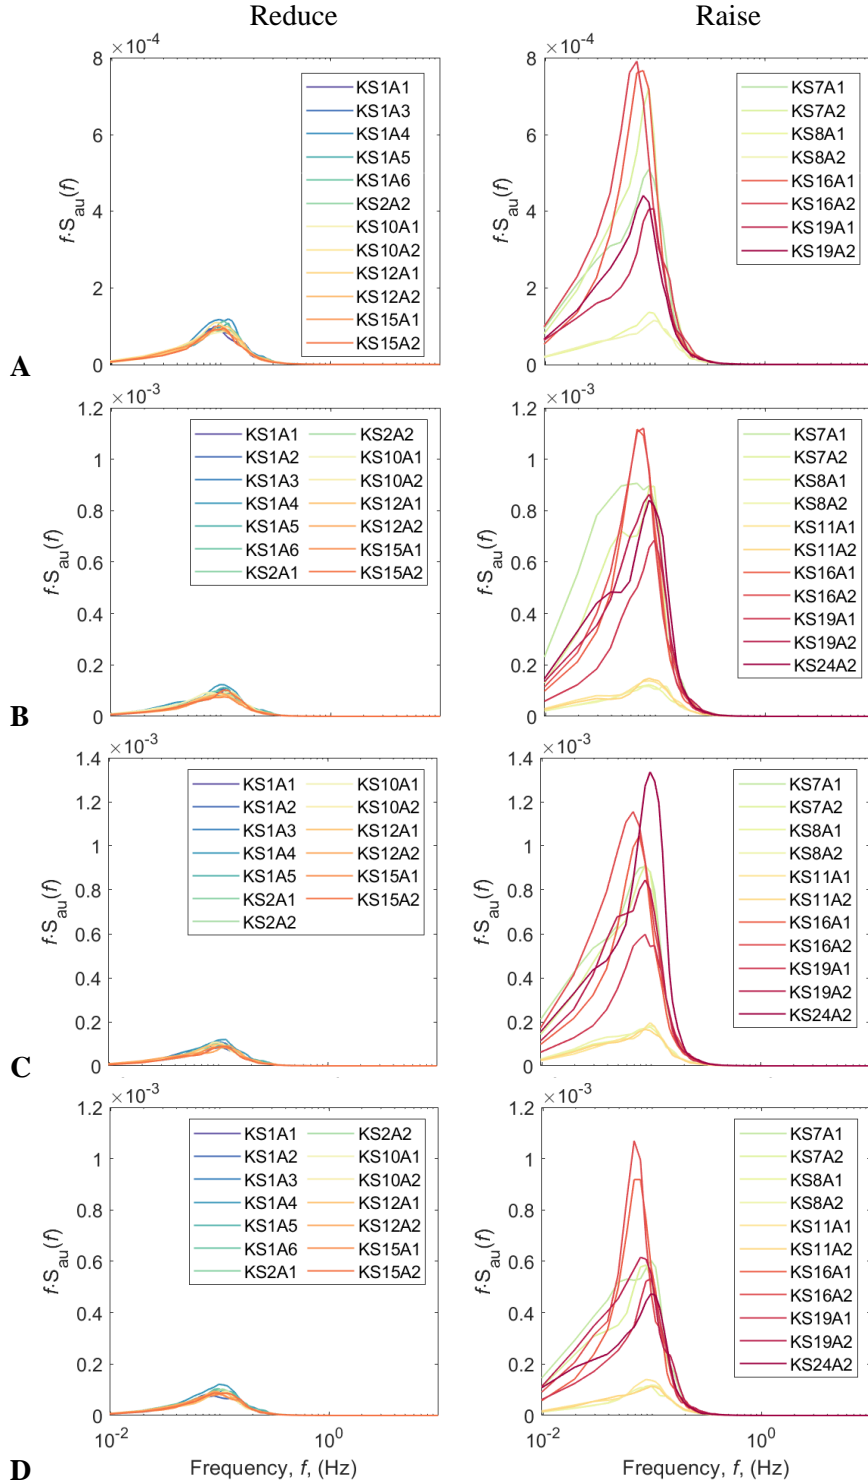 Reduce
Raise
×10⁻⁴
8
6
4
2
0
f·Sau(f)
KS1A1
KS1A3
KS1A4
KS1A5
KS1A6
KS2A2
KS10A1
KS10A2
KS12A1
KS12A2
KS15A1
KS15A2
×10⁻⁴
8
6
4
2
0
f·Sau(f)
KS7A1
KS7A2
KS8A1
KS8A2
KS16A1
KS16A2
KS19A1
KS19A2
A
×10⁻³
1.2
1
0.8
0.6
0.4
0.2
0
f·Sau(f)
KS1A1 KS2A2
KS1A2 KS10A1
KS1A3 KS10A2
KS1A4 KS12A1
KS1A5 KS12A2
KS1A6 KS15A1
KS2A1 KS15A2
×10⁻³
1.2
1
0.8
0.6
0.4
0.2
0
f·Sau(f)
KS7A1
KS7A2
KS8A1
KS8A2
KS11A1
KS11A2
KS16A1
KS16A2
KS19A1
KS19A2
KS24A2
B
×10⁻³
1.4
1.2
1
0.8
0.6
0.4
0.2
0
f·Sau(f)
KS1A1 KS10A1
KS1A2 KS10A2
KS1A3 KS12A1
KS1A4 KS12A2
KS1A5 KS15A1
KS2A1 KS15A2
KS2A2
×10⁻³
1.4
1.2
1
0.8
0.6
0.4
0.2
0
f·Sau(f)
KS7A1
KS7A2
KS8A1
KS8A2
KS11A1
KS11A2
KS16A1
KS16A2
KS19A1
KS19A2
KS24A2
C
×10⁻³
1.2
1
0.8
0.6
0.4
0.2
0
f·Sau(f)
KS1A1 KS2A2
KS1A2 KS10A1
KS1A3 KS10A2
KS1A4 KS12A1
KS1A5 KS12A2
KS1A6 KS15A1
KS2A1 KS15A2
10⁻² 10⁰
Frequency, f, (Hz)
×10⁻³
1.2
1
0.8
0.6
0.4
0.2
0
f·Sau(f)
KS7A1
KS7A2
KS8A1
KS8A2
KS11A1
KS11A2
KS16A1
KS16A2
KS19A1
KS19A2
KS24A2
10⁻² 10⁰
Frequency, f, (Hz)
D